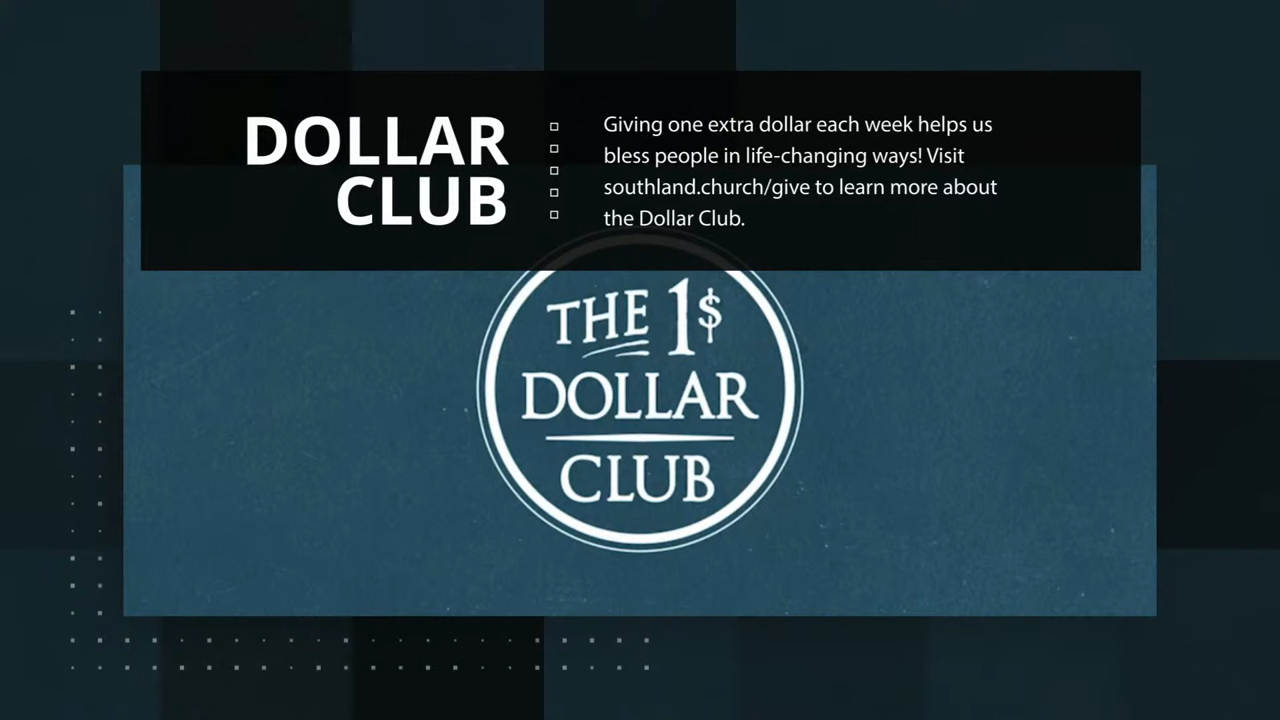 DOLLAR
CLUB
Giving one extra dollar each week helps us
bless people in life-changing ways! Visit
southland.church/give to learn more about
the Dollar Club.
THE 1$
DOLLAR
CLUB